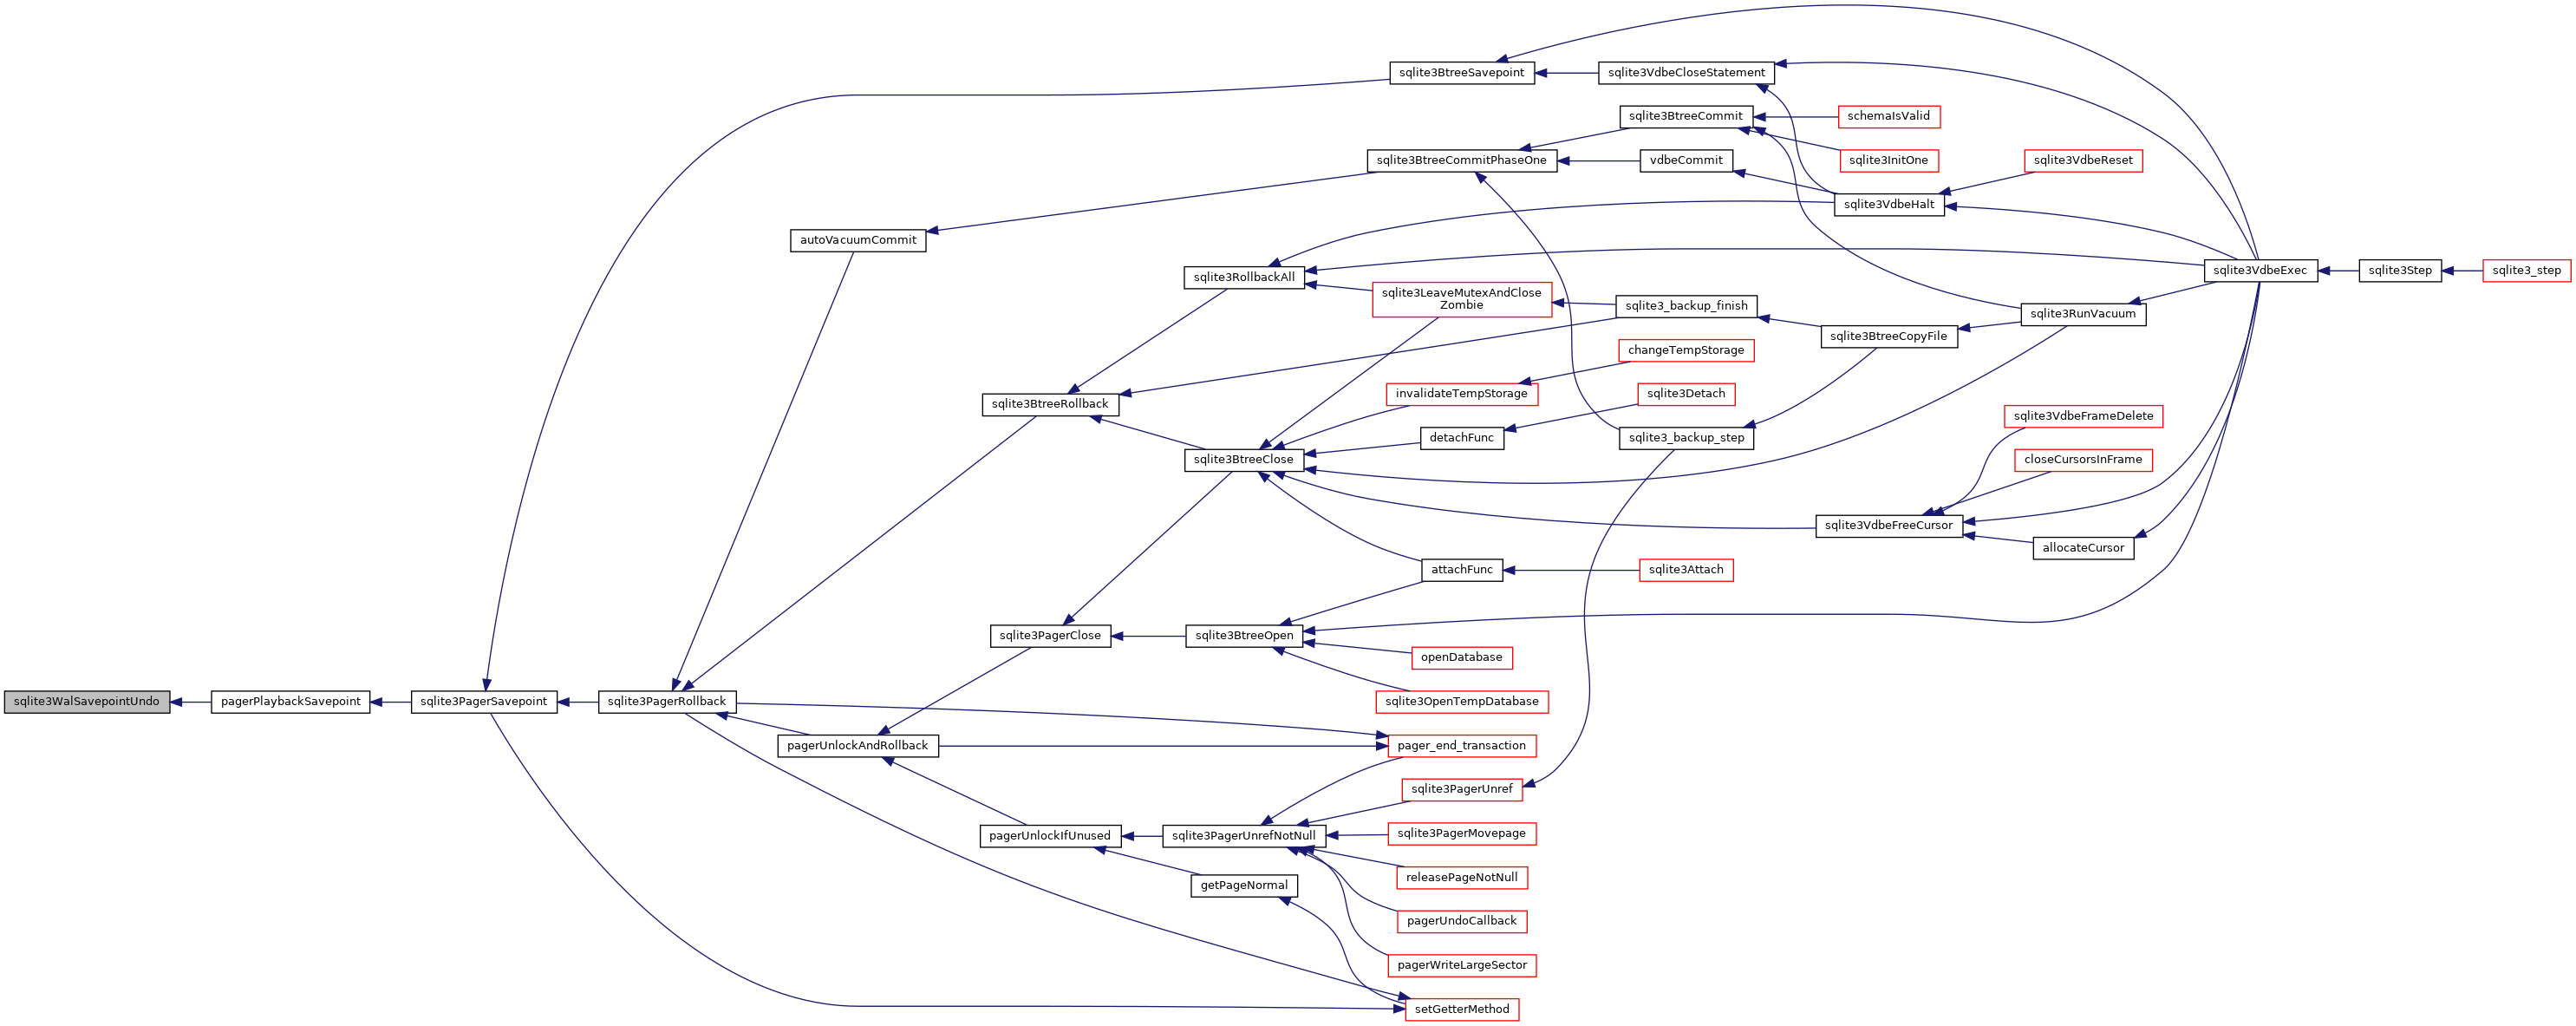 sqlite3BtreeSavepoint
sqlite3VdbeCloseStatement
sqlite3BtreeCommit
schemaIsValid
sqlite3BtreeCommitPhaseOne
vdbeCommit
sqlite3InitOne
sqlite3VdbeReset
sqlite3VdbeHalt
autoVacuumCommit
sqlite3RollbackAll
sqlite3VdbeExec
sqlite3Step
sqlite3_step
sqlite3LeaveMutexAndClose
Zombie
sqlite3_backup_finish
sqlite3RunVacuum
sqlite3BtreeCopyFile
changeTempStorage
invalidateTempStorage
sqlite3Detach
sqlite3BtreeRollback
sqlite3VdbeFrameDelete
detachFunc
sqlite3_backup_step
sqlite3BtreeClose
closeCursorsInFrame
sqlite3VdbeFreeCursor
allocateCursor
attachFunc
sqlite3Attach
sqlite3PagerClose
sqlite3BtreeOpen
openDatabase
sqlite3WalSavepointUndo
pagerPlaybackSavepoint
sqlite3PagerSavepoint
sqlite3PagerRollback
sqlite3OpenTempDatabase
pagerUnlockAndRollback
pager_end_transaction
sqlite3PagerUnref
pagerUnlockIfUnused
sqlite3PagerUnrefNotNull
sqlite3PagerMovepage
releasePageNotNull
getPageNormal
pagerUndoCallback
pagerWriteLargeSector
setGetterMethod